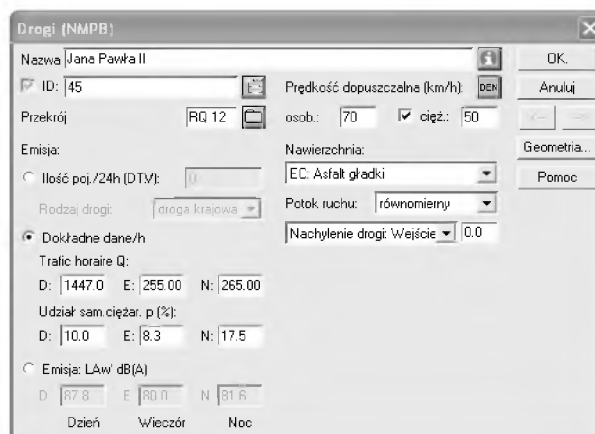 Drogi (NMPB)
Nazwa Jana Pawła II
OK.
ID: 45
Prędkość dopuszczalna (km/h): DEN
Anuluj
Przekrój RQ 12
osob.: 70 cięż.: 50
<-- -->
Emisja:
Nawierzchnia:
Geometria...
Ilość poj./24h (DTV): 0
EC: Asfalt gładki
Pomoc
Rodzaj drogi: droga krajowa
Potok ruchu: równomierny
Dokładne dane/h
Nachylenie drogi: Wejście 0.0
Trafic horaire Q:
D: 1447.0 E: 255.00 N: 265.00
Udział sam.ciężar. p (%):
D: 10.0 E: 8.3 N: 17.5
Emisja: LAw' dB(A)
D 87.8 E 80.0 N 81.6
Dzień Wieczór Noc